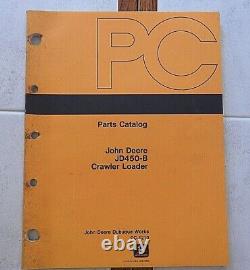 PC
Parts Catalog
John Deere
JD450-B
Crawler Loader
John Deere Dubuque Works